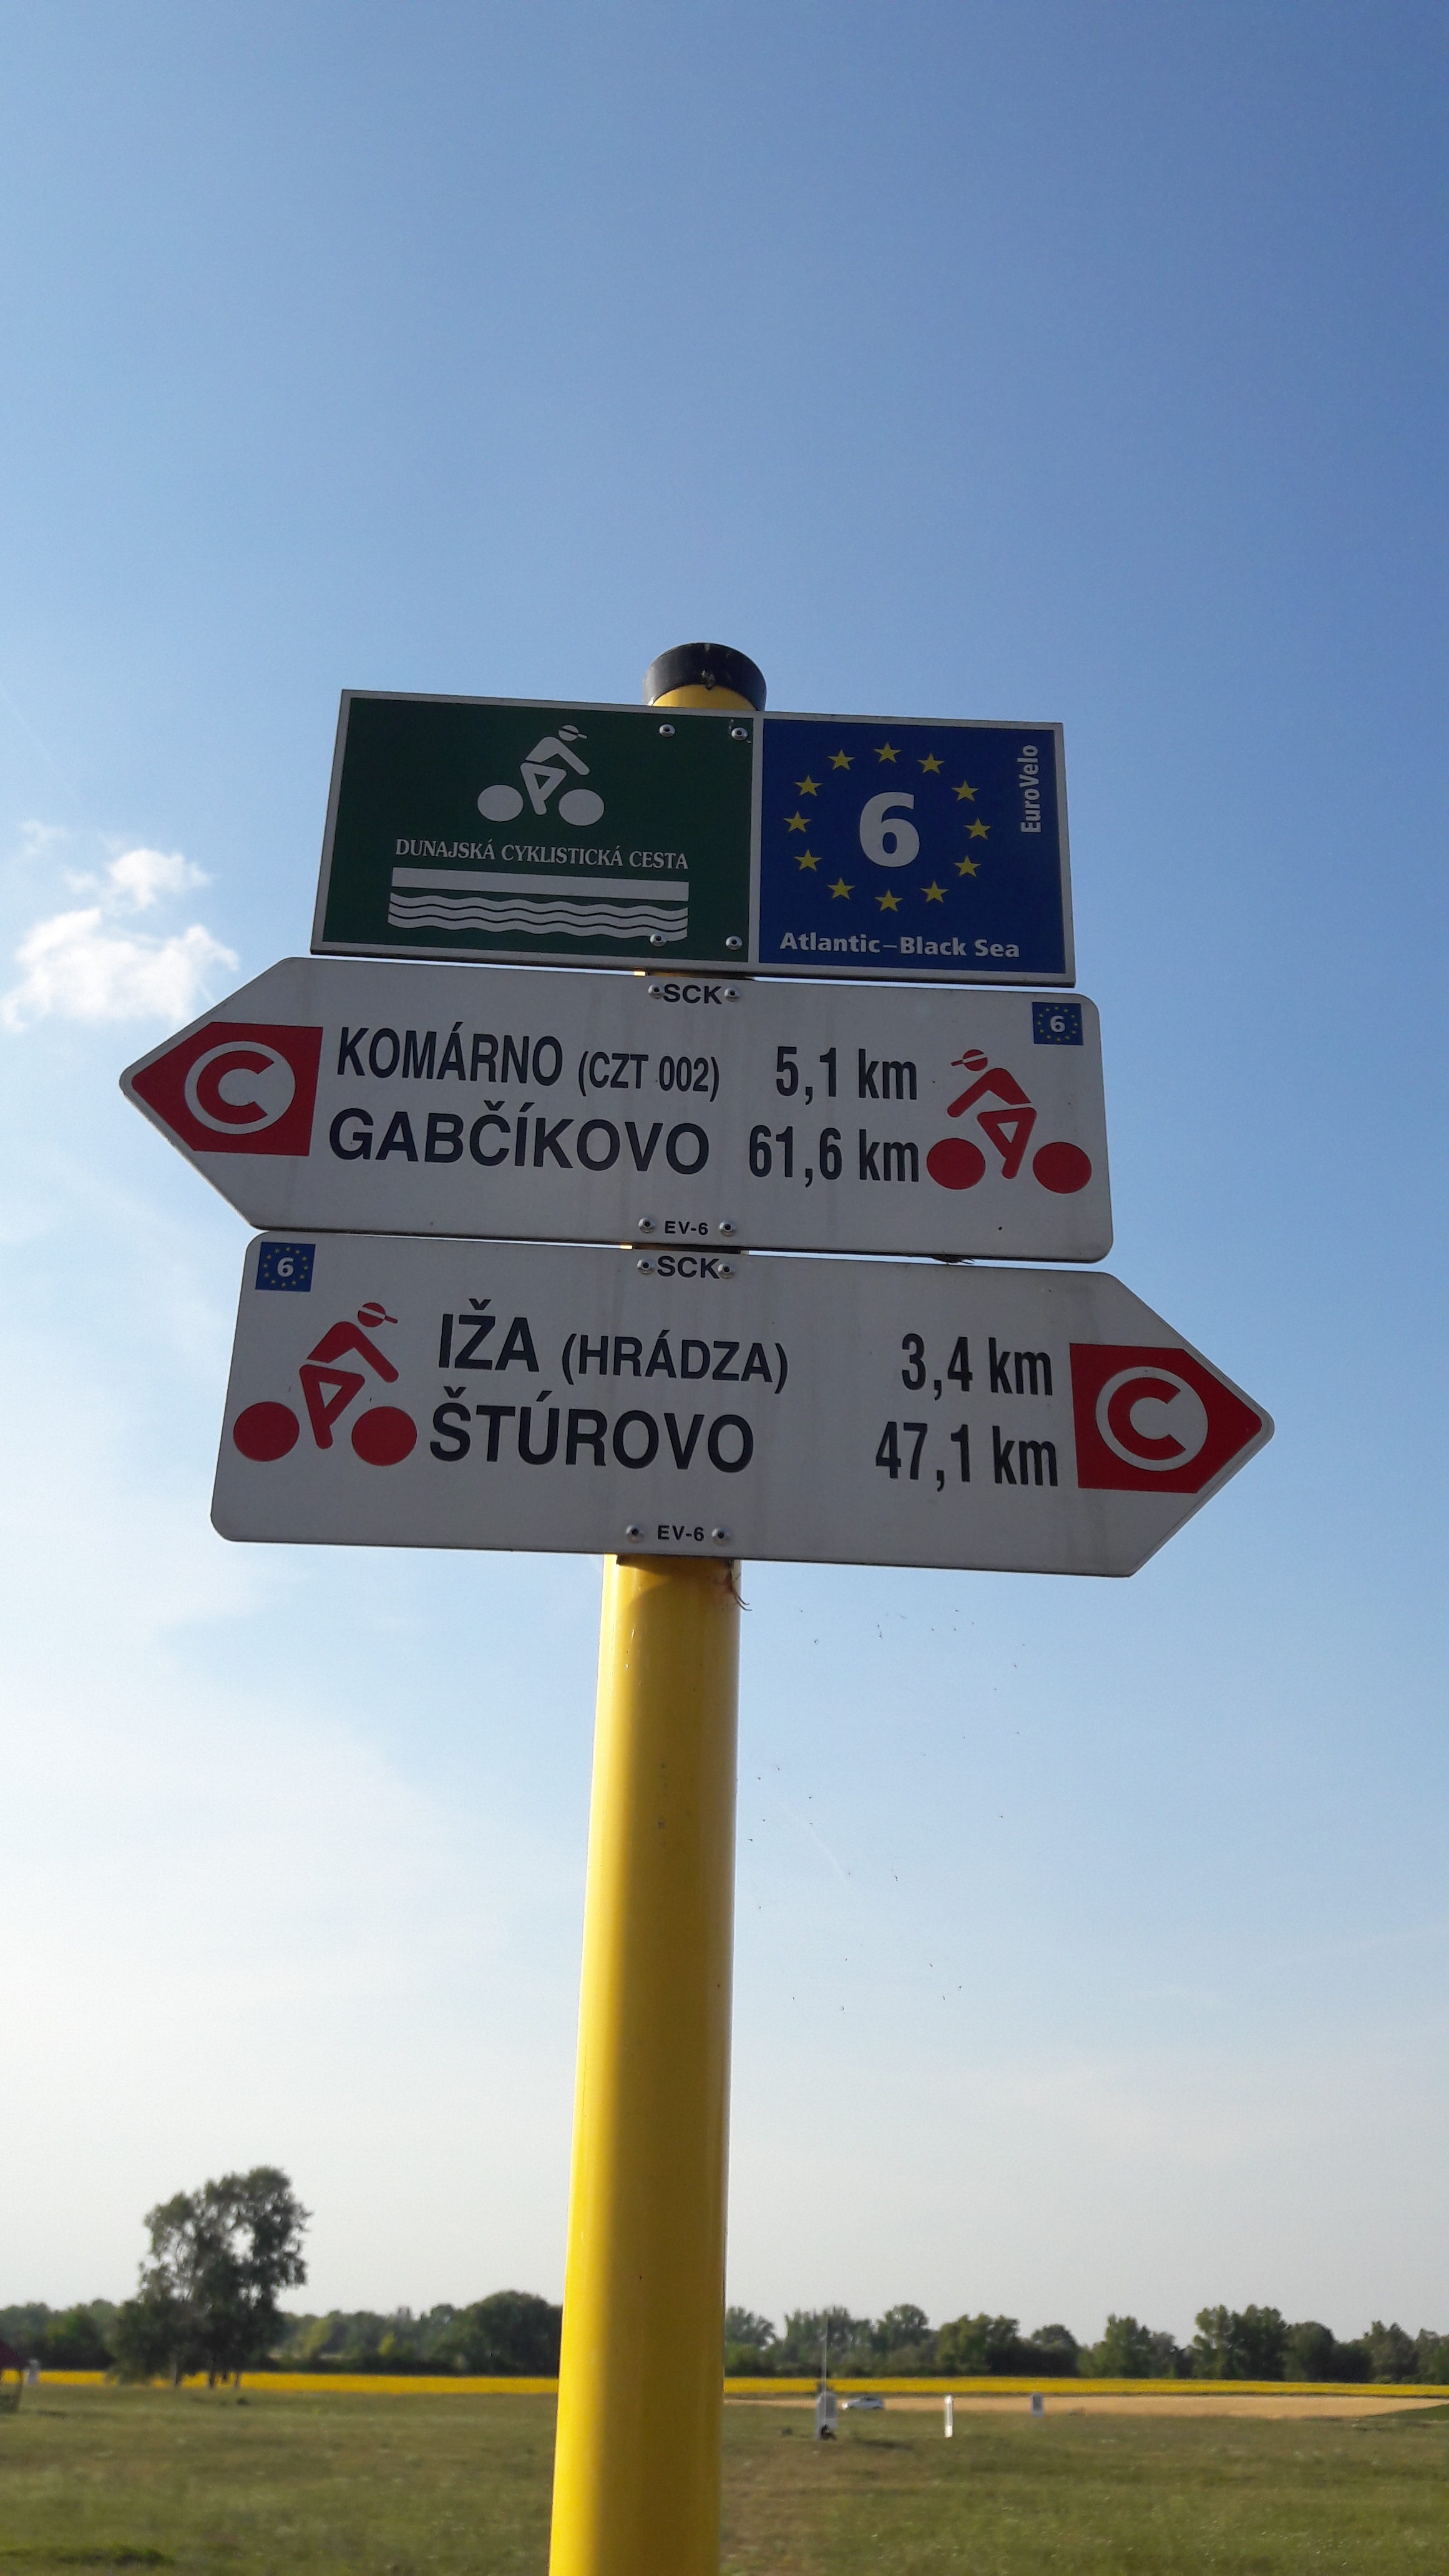 DUNAJSKÁ CYKLISTICKÁ CESTA
6
EuroVelo
Atlantic–Black Sea
SCK
6
C
KOMÁRNO (CZT 002) 5,1 km
GABČÍKOVO 61,6 km
EV-6
6
SCK
IŽA (HRÁDZA) 3,4 km
ŠTÚROVO 47,1 km
C
EV-6